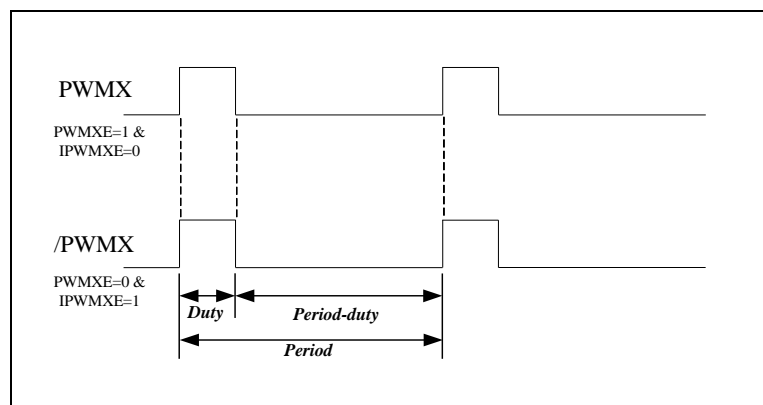 PWMX
PWMXE=1 &
IPWMXE=0
/PWMX
PWMXE=0 &
IPWMXE=1
Duty
Period-duty
Period